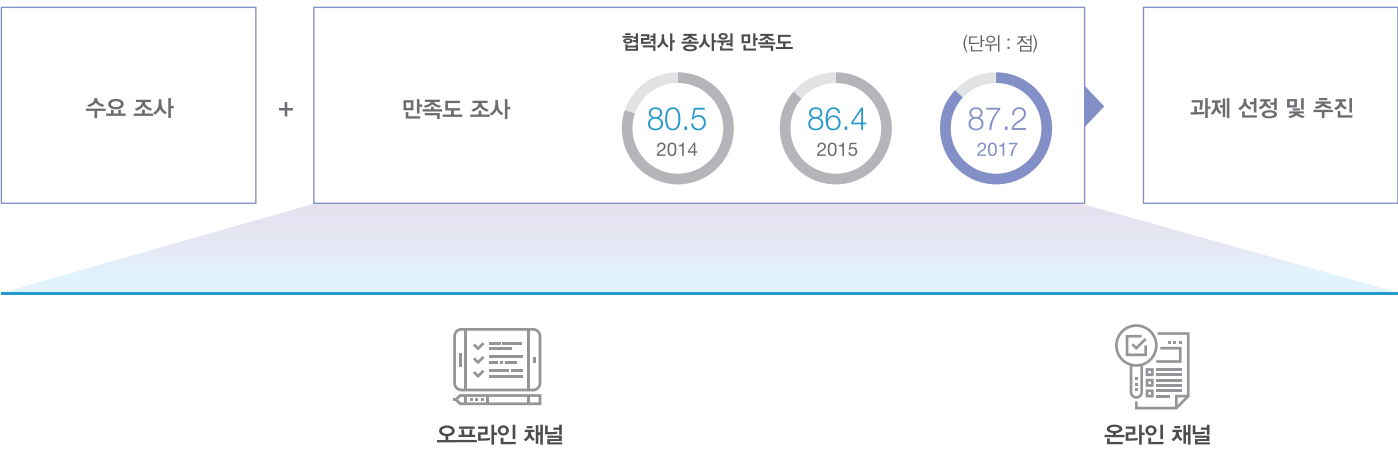 수요 조사
+
만족도 조사
협력사 종사원 만족도
(단위 : 점)
80.5
2014
86.4
2015
87.2
2017
과제 선정 및 추진
오프라인 채널
온라인 채널